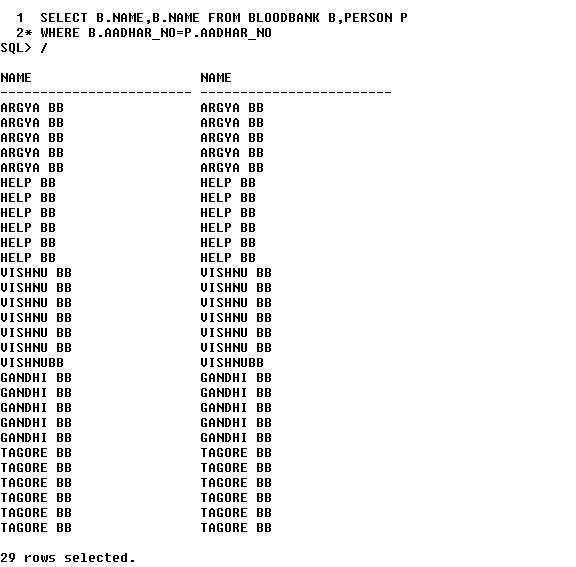 1  SELECT B.NAME,B.NAME FROM BLOODBANK B,PERSON P
2* WHERE B.AADHAR_NO=P.AADHAR_NO
SQL> /
NAME                     NAME
------------------------ ------------------------
ARGYA BB                 ARGYA BB
ARGYA BB                 ARGYA BB
ARGYA BB                 ARGYA BB
ARGYA BB                 ARGYA BB
ARGYA BB                 ARGYA BB
HELP BB                  HELP BB
HELP BB                  HELP BB
HELP BB                  HELP BB
HELP BB                  HELP BB
HELP BB                  HELP BB
HELP BB                  HELP BB
VISHNU BB                VISHNU BB
VISHNU BB                VISHNU BB
VISHNU BB                VISHNU BB
VISHNU BB                VISHNU BB
VISHNU BB                VISHNU BB
VISHNU BB                VISHNU BB
VISHNUBB                 VISHNUBB
GANDHI BB                GANDHI BB
GANDHI BB                GANDHI BB
GANDHI BB                GANDHI BB
GANDHI BB                GANDHI BB
GANDHI BB                GANDHI BB
TAGORE BB                TAGORE BB
TAGORE BB                TAGORE BB
TAGORE BB                TAGORE BB
TAGORE BB                TAGORE BB
TAGORE BB                TAGORE BB
TAGORE BB                TAGORE BB
29 rows selected.